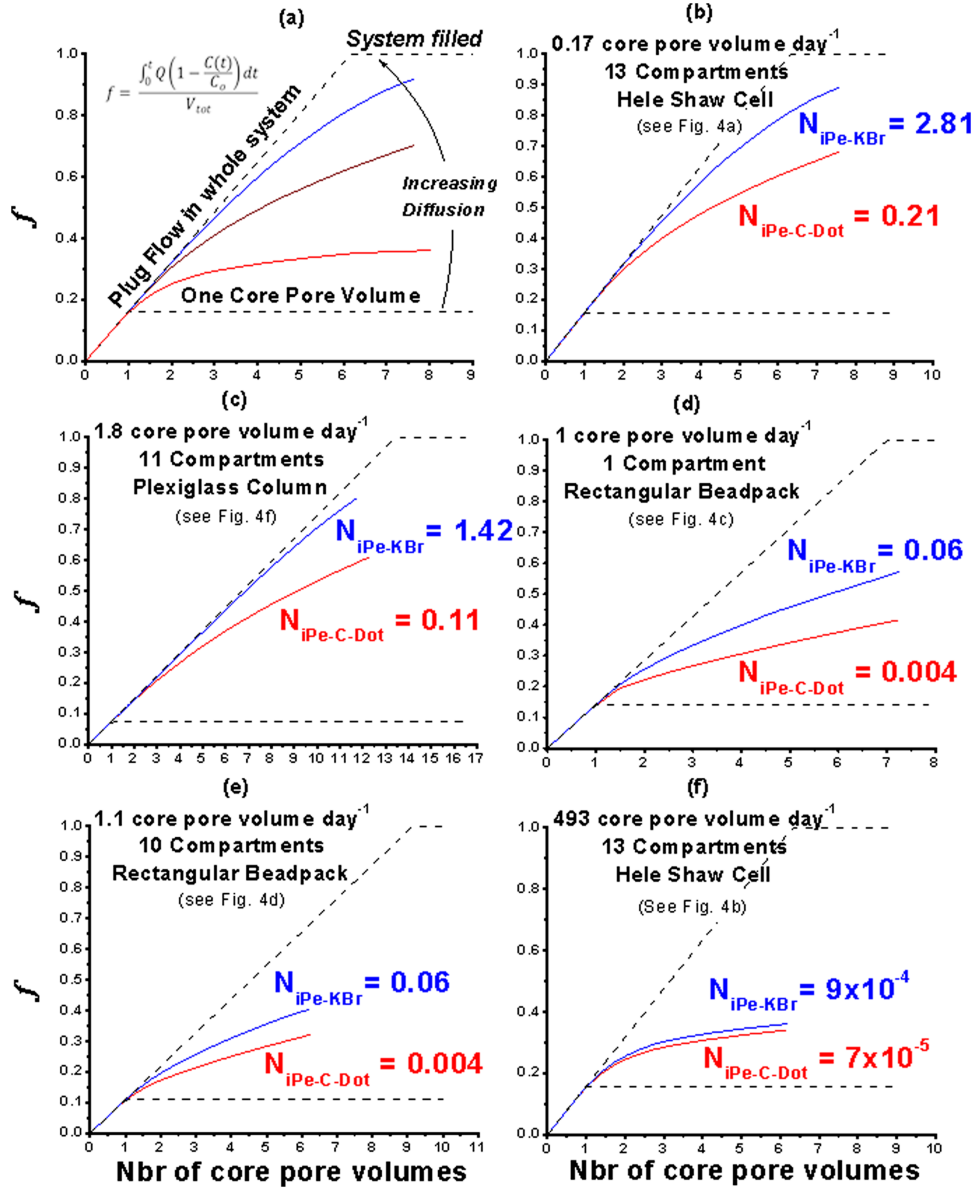 (a)
System filled
1.0
0.8
0.6
0.4
0.2
0.0
f
f = ∫₀ᵗ Q(1 − C(t)/Cₒ)dt / Vₜₒₜ
Plug Flow in whole system
Increasing
Diffusion
One Core Pore Volume
0 1 2 3 4 5 6 7 8 9
(b)
0.17 core pore volume day⁻¹
13 Compartments
Hele Shaw Cell
(see Fig. 4a)
N iPe-KBr = 2.81
N iPe-C-Dot = 0.21
1.0
0.9
0.8
0.7
0.6
0.5
0.4
0.3
0.2
0.1
0.0
0 1 2 3 4 5 6 7 8 9 10
(c)
1.8 core pore volume day⁻¹
11 Compartments
Plexiglass Column
(see Fig. 4f)
N iPe-KBr = 1.42
N iPe-C-Dot = 0.11
1.0
0.9
0.8
0.7
0.6
0.5
0.4
0.3
0.2
0.1
0.0
f
0 1 2 3 4 5 6 7 8 9 10 11 12 13 14 15 16 17
(d)
1 core pore volume day⁻¹
1 Compartment
Rectangular Beadpack
(see Fig. 4c)
N iPe-KBr = 0.06
N iPe-C-Dot = 0.004
1.0
0.9
0.8
0.7
0.6
0.5
0.4
0.3
0.2
0.1
0.0
0 1 2 3 4 5 6 7 8
(e)
1.1 core pore volume day⁻¹
10 Compartments
Rectangular Beadpack
(see Fig. 4d)
N iPe-KBr = 0.06
N iPe-C-Dot = 0.004
1.0
0.9
0.8
0.7
0.6
0.5
0.4
0.3
0.2
0.1
0.0
f
0 1 2 3 4 5 6 7 8 9 10 11
Nbr of core pore volumes
(f)
493 core pore volume day⁻¹
13 Compartments
Hele Shaw Cell
(See Fig. 4b)
N iPe-KBr = 9x10⁻⁴
N iPe-C-Dot = 7x10⁻⁵
1.0
0.8
0.6
0.4
0.2
0.0
0 1 2 3 4 5 6 7 8 9 10
Nbr of core pore volumes